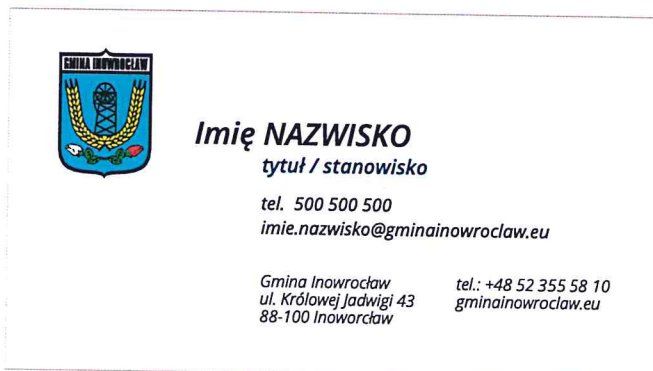 GMINA INOWROCŁAW
Imię NAZWISKO
tytuł / stanowisko
tel. 500 500 500
imie.nazwisko@gminainowroclaw.eu
Gmina Inowrocław
ul. Królowej Jadwigi 43
88-100 Inoworcław
tel.: +48 52 355 58 10
gminainowroclaw.eu